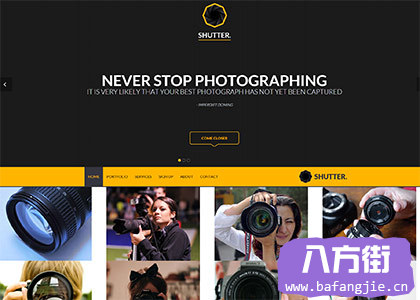 SHUTTER.
NEVER STOP PHOTOGRAPHING
IT IS VERY LIKELY THAT YOUR BEST PHOTOGRAPH HAS NOT YET BEEN CAPTURED
COME CLOSER
HOME PORTFOLIO SERVICES SIGN UP ABOUT CONTACT
SHUTTER.
八方街
www.bafangjie.cn